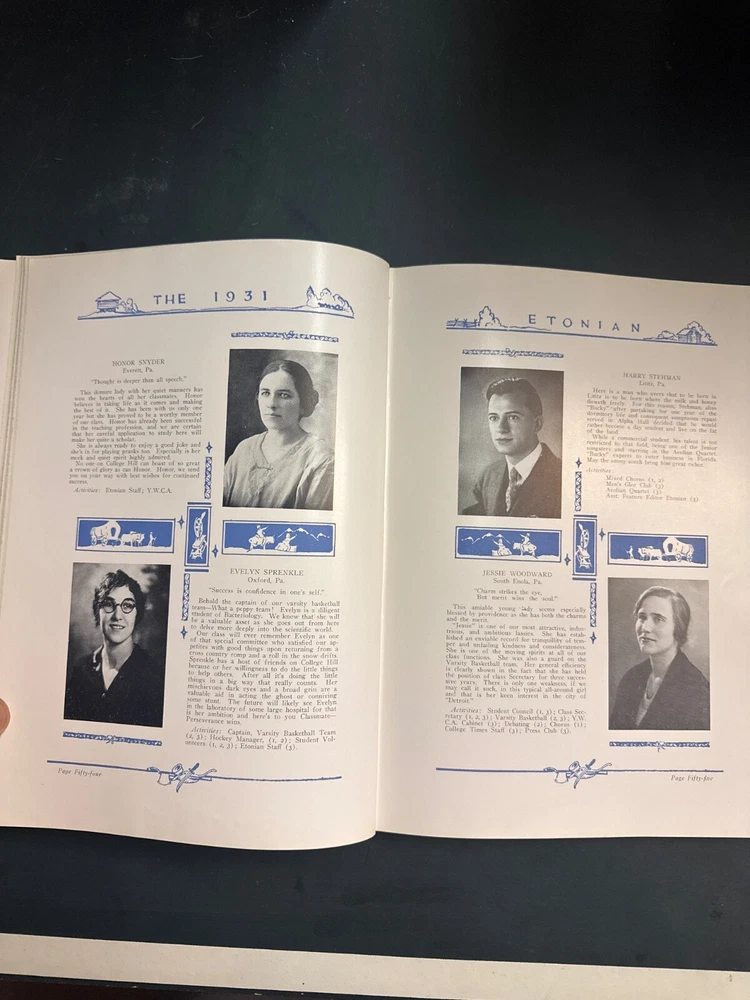 THE 1931
HONOR SNYDER
Everett, Pa.
"Thought is deeper than all speech."
This demure lady with her quiet manners has
won the hearts of all her classmates. Honor
believes in taking life as it comes and making
the best of it. She has been with us only one
year but she has proved to be a worthy member
of our class. Honor has already been successful
in the teaching profession, and we are certain
that her careful application to study here will
make her quite a scholar.
She is always ready to enjoy a good joke and
she's in for playing pranks too. Especially is her
meek and quiet spirit highly admired.
No one on College Hill can boast of so great
a crown of glory as can Honor. Honor, we send
you on your way with best wishes for continued
success.
Activities: Etonian Staff; Y.W.C.A.
EVELYN SPRENKLE
Oxford, Pa.
"Success is confidence in one's self."
Behold the captain of our varsity basketball
team—What a peppy team! Evelyn is a diligent
student of Bacteriology. We know that she will
be a valuable asset as she goes out from here
to delve more deeply into the scientific world.
Our class will ever remember Evelyn as one
of that special committee who satisfied our ap-
petites with good things upon returning from a
cross country romp and a roll in the snow drifts.
Sprenkle has a host of friends on College Hill
because of her willingness to do the little things
to help others. After all it's doing the little
things in a big way that really counts. Her
mischievous dark eyes and a broad grin are a
valuable aid in acting the ghost or conniving
some stunt. The future will likely see Evelyn
in the laboratory of some large hospital for that
is her ambition and here's to you Classmate—
Perseverance wins.
Activities: Captain, Varsity Basketball Team
(2, 3); Hockey Manager, (1, 2); Student Vol-
unteers (1, 2, 3); Etonian Staff (3).
Page Fifty-four
ETONIAN
HARRY STEHMAN
Lititz, Pa.
Here is a man who avers that to be born in
Lititz is to be born where the milk and honey
floweth freely. For this reason, Stehman, alias
"Bucky" after partaking for one year of the
dormitory life and consequent sumptuous repast
served in Alpha Hall decided that he would
rather become a day student and live on the fat
of the land.
While a commercial student his talent is not
restricted to that field, being one of the Junior
songsters and starring in the Aeolian Quartet.
"Bucky" expects to enter business in Florida.
May the sunny south bring him great riches.
Activities:
Mixed Chorus (1, 2)
Men's Glee Club (3)
Aeolian Quartet (3)
Asst. Feature Editor Etonian (3)
JESSIE WOODWARD
South Enola, Pa.
"Charm strikes the eye,
But merit wins the soul."
This amiable young lady seems especially
blessed by providence as she has both the charms
and the merit.
"Jesse" is one of our most attractive, indus-
trious, and ambitious lasses. She has estab-
lished an enviable record for tranquility of tem-
per and unfailing kindness and considerateness.
She is one of the moving spirits at all of our
class functions. She was also a guard on the
Varsity Basketball team. Her general efficiency
is clearly shown in the fact that she has held
the position of class Secretary for three succes-
sive years. There is only one weakness, if we
may call it such, in this typical all-around girl
and that is her keen interest in the city of
"Detroit."
Activities: Student Council (1, 3); Class Sec-
retary (1, 2, 3); Varsity Basketball (2, 3); Y.W.
C.A. Cabinet (3); Debating (2); Chorus (1);
College Times Staff (3); Press Club (3).
Page Fifty-five